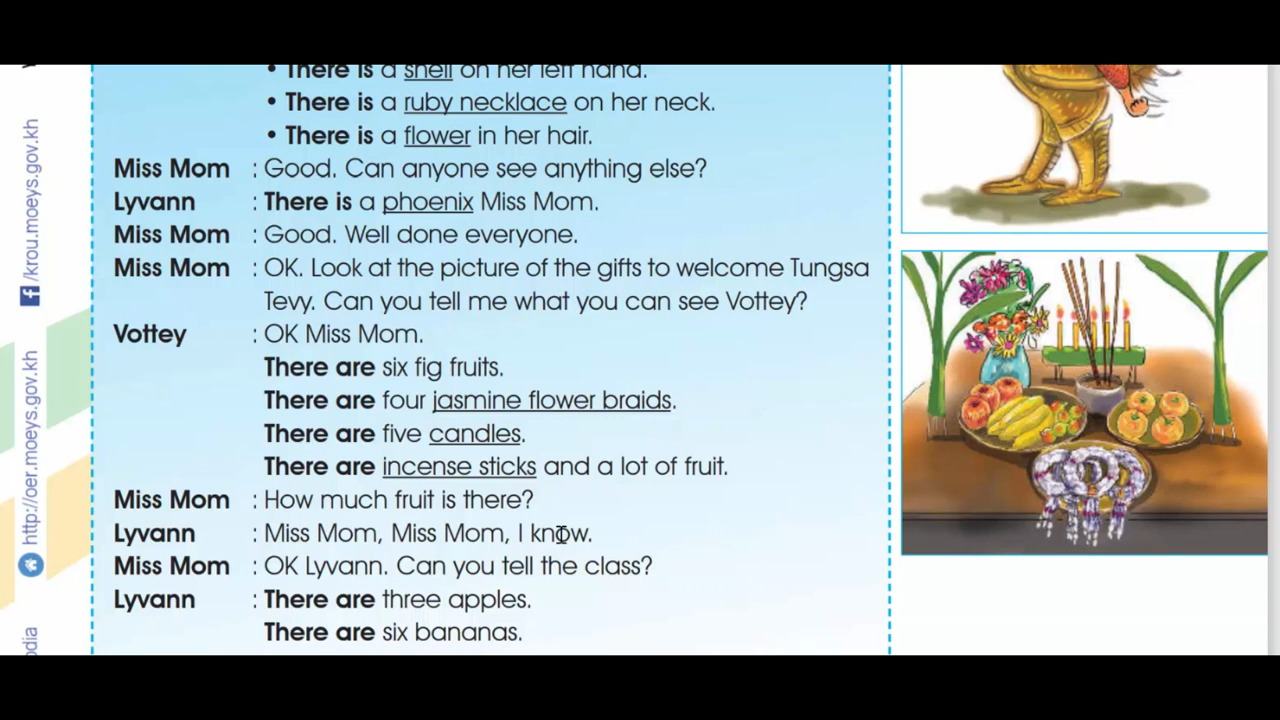 • There is a shell on her left hand.
• There is a ruby necklace on her neck.
• There is a flower in her hair.
Miss Mom : Good. Can anyone see anything else?
Lyvann : There is a phoenix Miss Mom.
Miss Mom : Good. Well done everyone.
Miss Mom : OK. Look at the picture of the gifts to welcome Tungsa
Tevy. Can you tell me what you can see Vottey?
Vottey : OK Miss Mom.
There are six fig fruits.
There are four jasmine flower braids.
There are five candles.
There are incense sticks and a lot of fruit.
Miss Mom : How much fruit is there?
Lyvann : Miss Mom, Miss Mom, I know.
Miss Mom : OK Lyvann. Can you tell the class?
Lyvann : There are three apples.
There are six bananas.
f /krou.moeys.gov.kh
http://oer.moeys.gov.kh